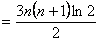 = 3n(n+1)ln 2 / 2